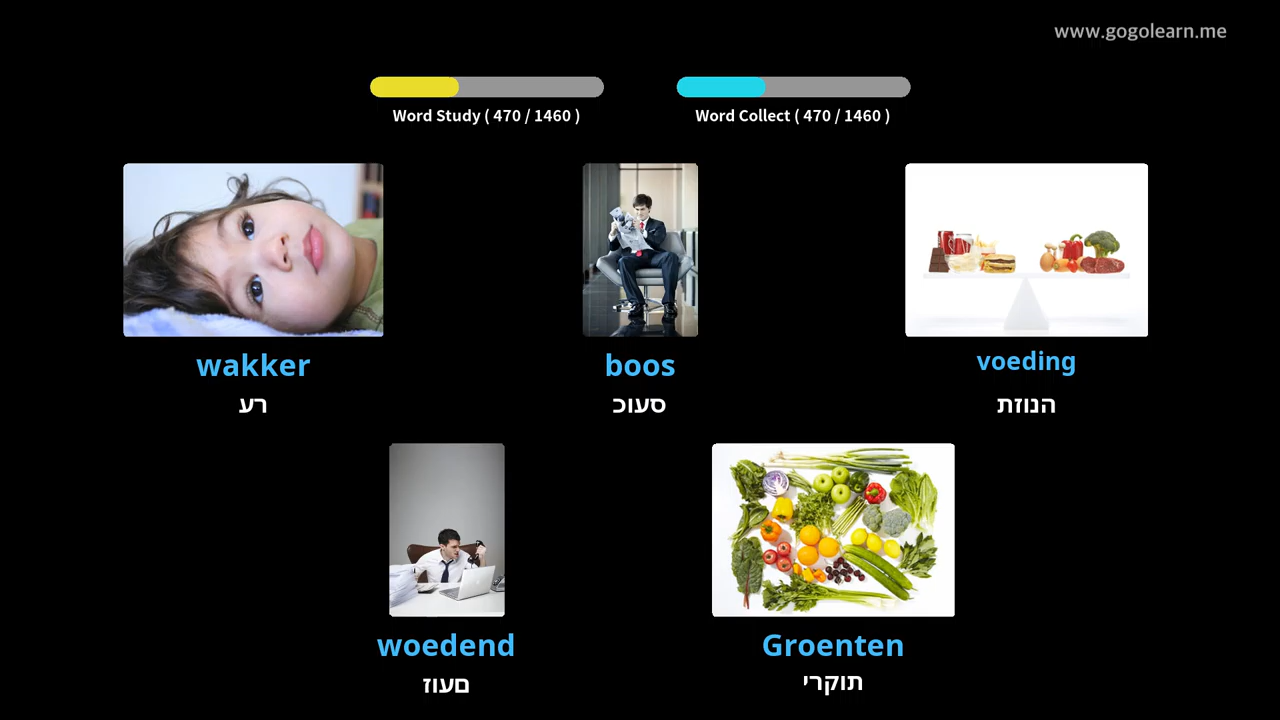 www.gogolearn.me
Word Study ( 470 / 1460 )
Word Collect ( 470 / 1460 )
wakker
רע
boos
סעוכ
voeding
הנוזת
woedend
םעוז
Groenten
תוקרי